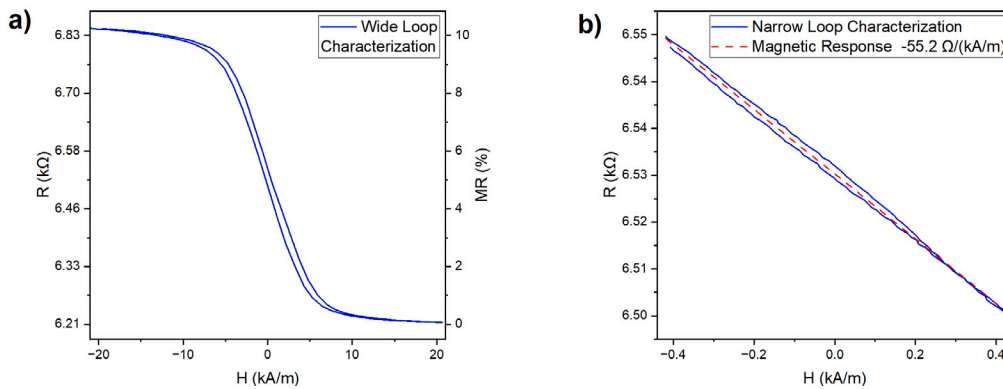 a)
Wide Loop
Characterization
R (kΩ)
6.83
6.70
6.58
6.46
6.33
6.21
10
8
6
4
2
0
MR (%)
−20
−10
0
10
20
H (kA/m)
b)
Narrow Loop Characterization
Magnetic Response -55.2 Ω/(kA/m)
R (kΩ)
6.55
6.54
6.54
6.53
6.52
6.51
6.50
−0.4
−0.2
0.0
0.2
0.4
H (kA/m)